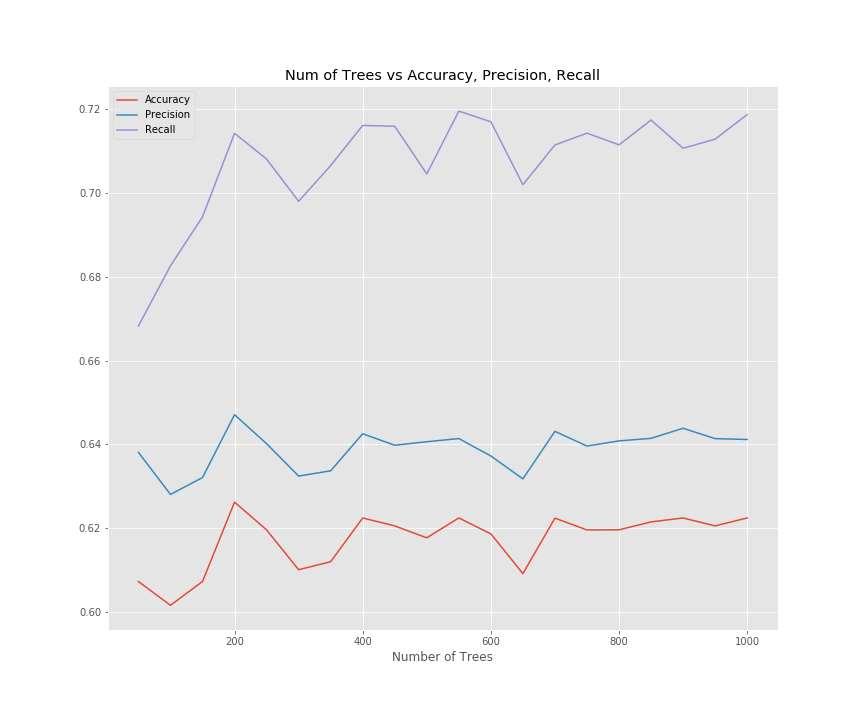 Num of Trees vs Accuracy, Precision, Recall
Accuracy
Precision
Recall
0.72
0.70
0.68
0.66
0.64
0.62
0.60
200 400 600 800 1000
Number of Trees